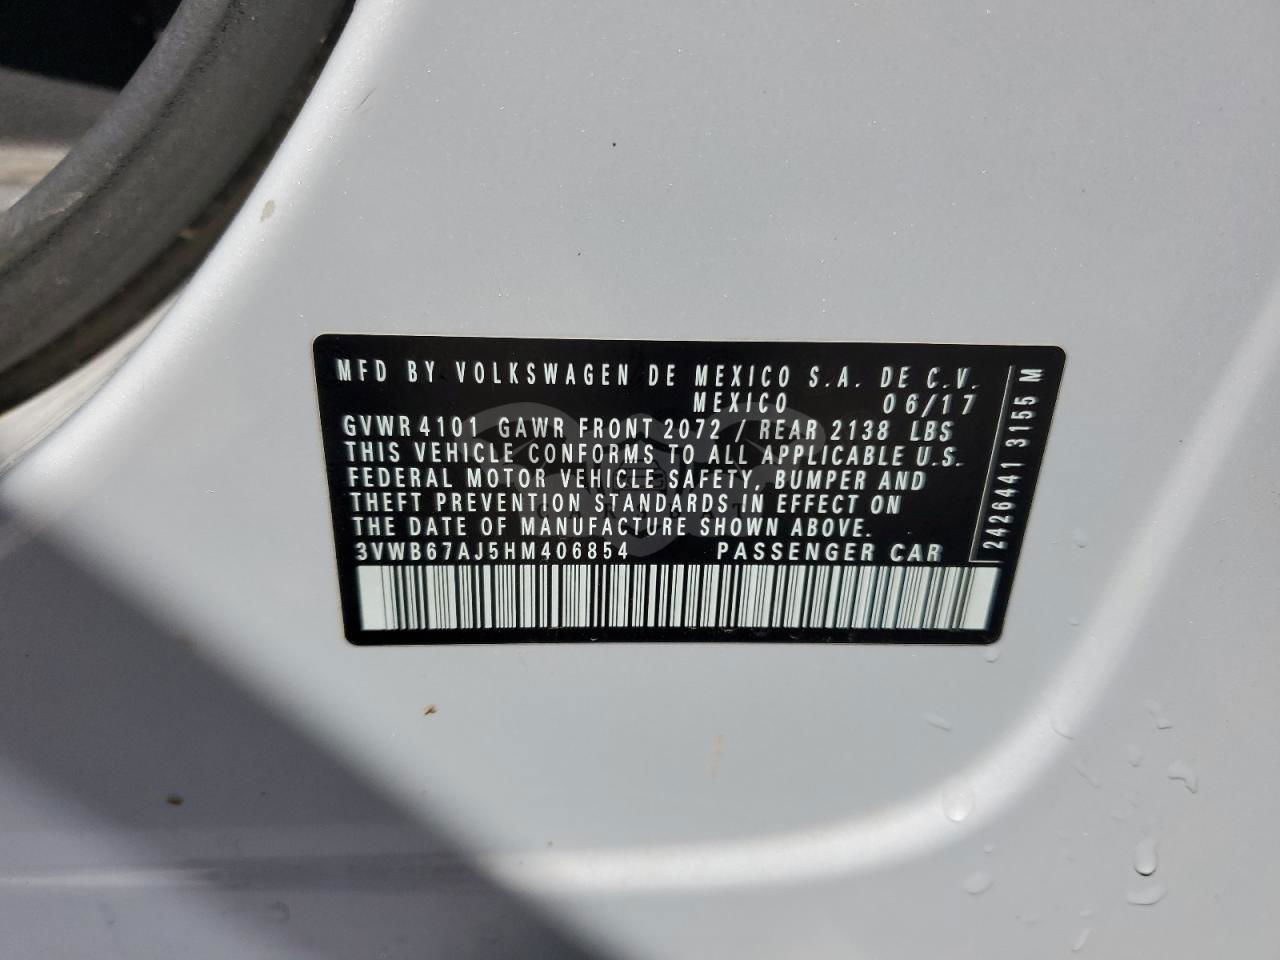 MFD BY VOLKSWAGEN DE MEXICO S.A. DE C.V.
MEXICO 06/17
GVWR 4101 GAWR FRONT 2072 / REAR 2138 LBS
THIS VEHICLE CONFORMS TO ALL APPLICABLE U.S.
FEDERAL MOTOR VEHICLE SAFETY, BUMPER AND
THEFT PREVENTION STANDARDS IN EFFECT ON
THE DATE OF MANUFACTURE SHOWN ABOVE.
3VWB67AJ5HM406854 PASSENGER CAR
2426441 3155 M